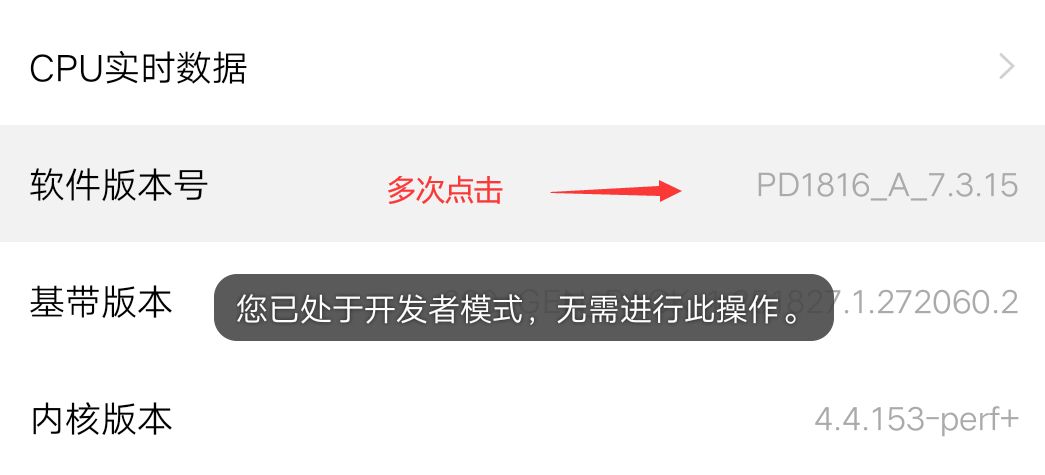 CPU实时数据
软件版本号 多次点击 PD1816_A_7.3.15
基带版本 7.1.272060.2
您已处于开发者模式，无需进行此操作。
内核版本 4.4.153-perf+